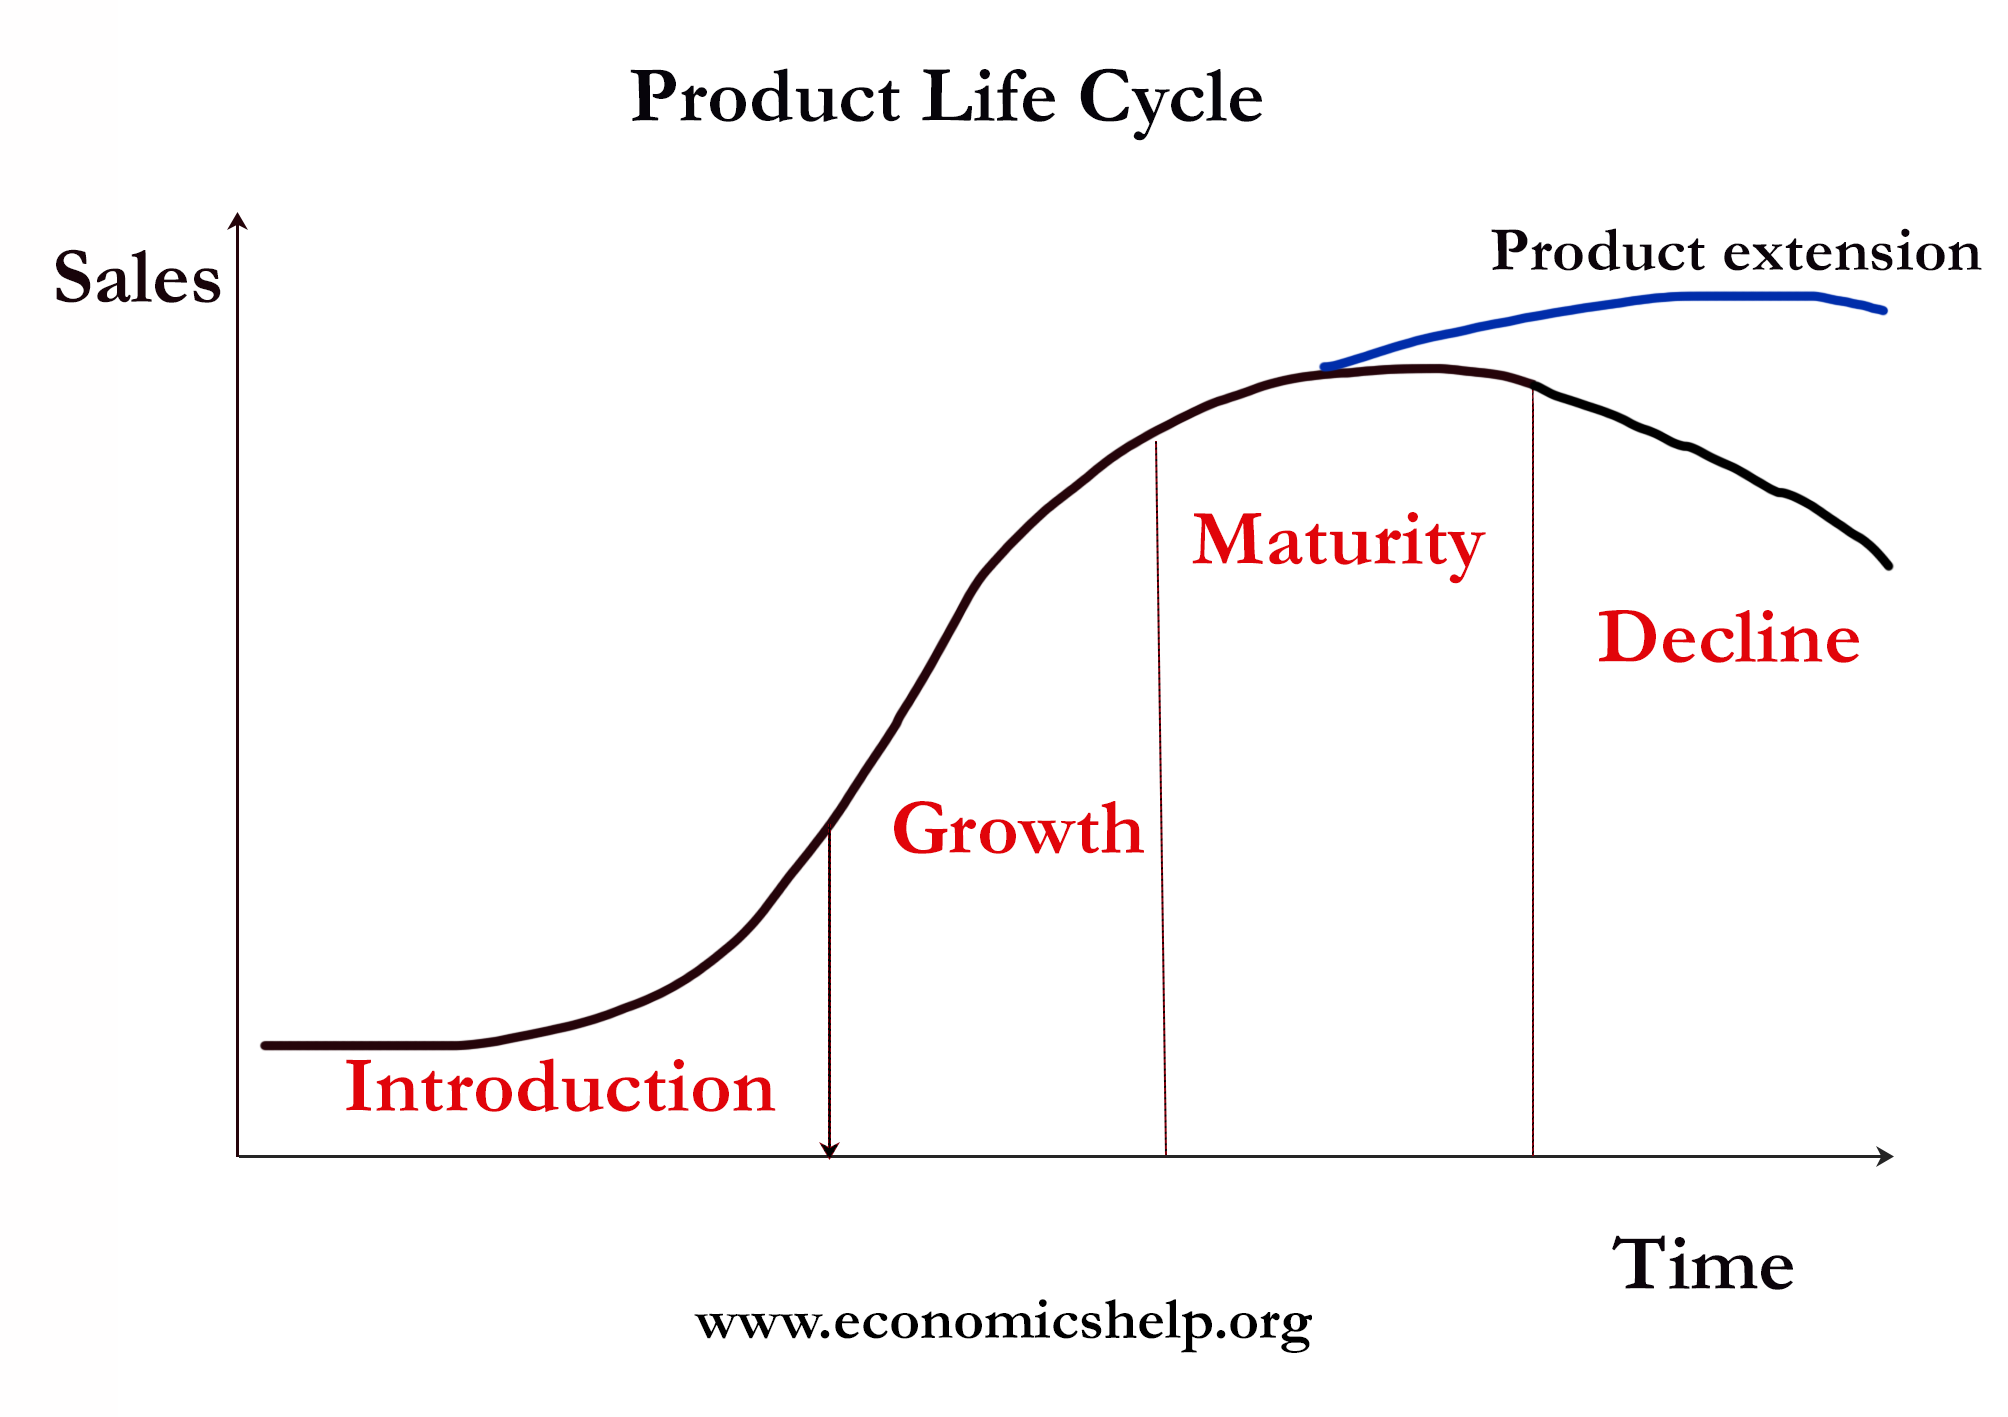 Product Life Cycle
Sales
Product extension
Maturity
Decline
Growth
Introduction
Time
www.economicshelp.org